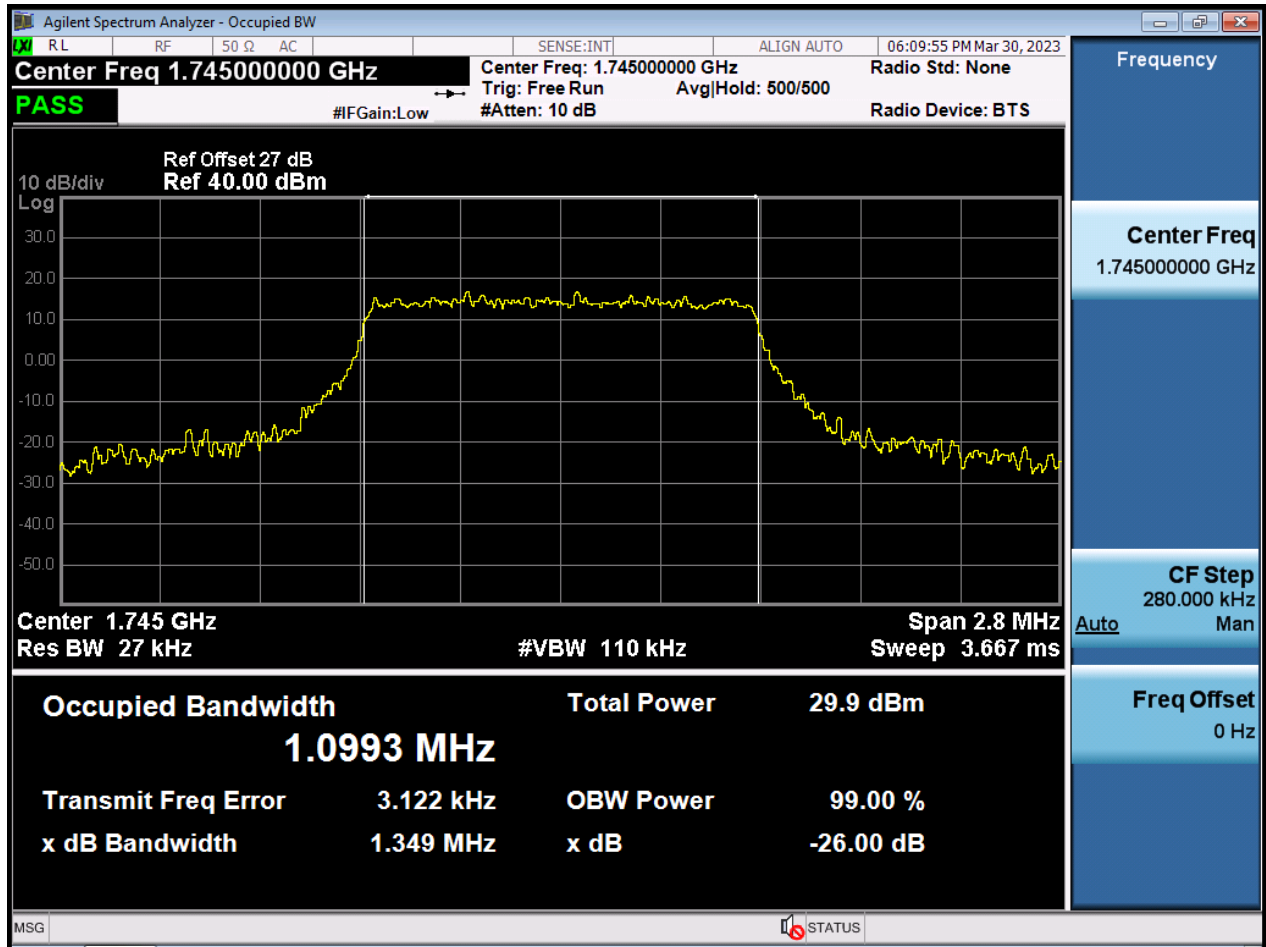 Agilent Spectrum Analyzer - Occupied BW
LXI RL RF 50 Ω AC SENSE:INT ALIGN AUTO 06:09:55 PM Mar 30, 2023
Center Freq 1.745000000 GHz
Center Freq: 1.745000000 GHz
Radio Std: None
PASS
Trig: Free Run Avg|Hold: 500/500
#IFGain:Low
#Atten: 10 dB
Radio Device: BTS
Ref Offset 27 dB
10 dB/div Ref 40.00 dBm
Log
30.0
20.0
10.0
0.00
-10.0
-20.0
-30.0
-40.0
-50.0
Center 1.745 GHz Span 2.8 MHz
Res BW 27 kHz #VBW 110 kHz Sweep 3.667 ms
Occupied Bandwidth Total Power 29.9 dBm
1.0993 MHz
Transmit Freq Error 3.122 kHz OBW Power 99.00 %
x dB Bandwidth 1.349 MHz x dB -26.00 dB
Frequency
Center Freq
1.745000000 GHz
CF Step
280.000 kHz
Auto Man
Freq Offset
0 Hz
MSG STATUS